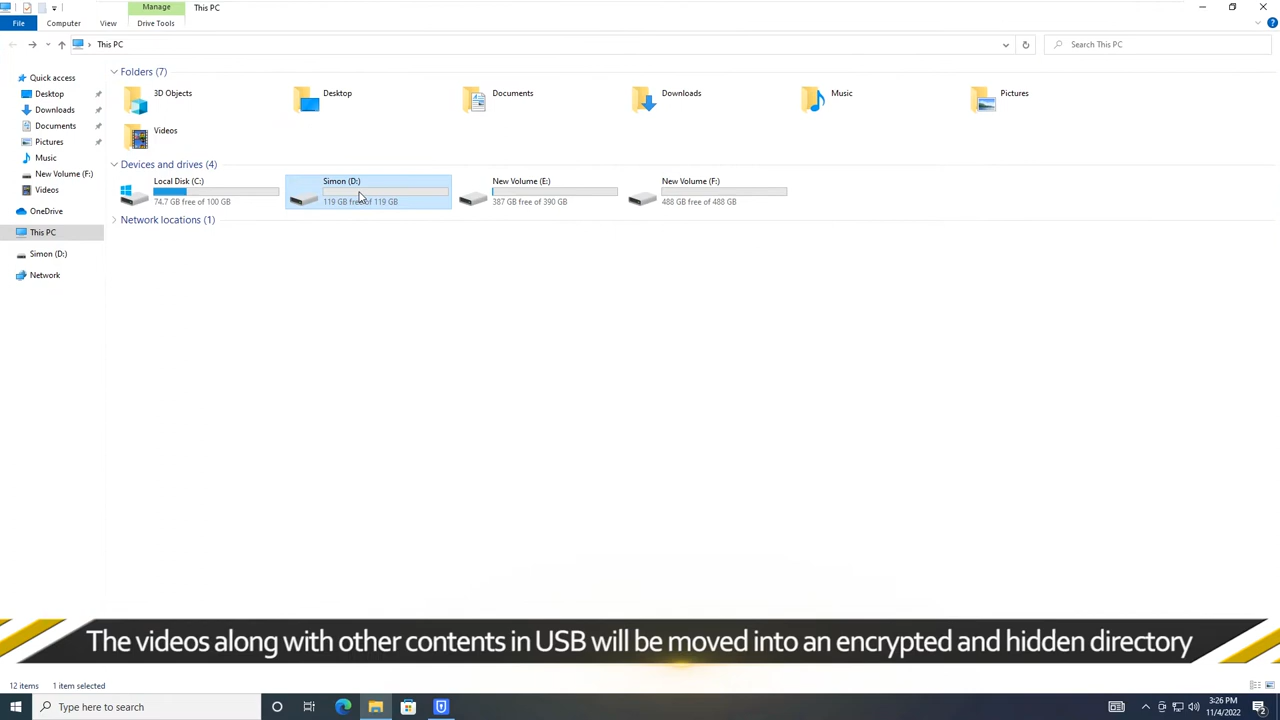 Manage
This PC
File
Computer
View
Drive Tools
This PC
Search This PC
Quick access
Desktop
Downloads
Documents
Pictures
Music
New Volume (F:)
Videos
OneDrive
This PC
Simon (D:)
Network
Folders (7)
3D Objects
Desktop
Documents
Downloads
Music
Pictures
Videos
Devices and drives (4)
Local Disk (C:)
74.7 GB free of 100 GB
Simon (D:)
119 GB free of 119 GB
New Volume (E:)
387 GB free of 390 GB
New Volume (F:)
488 GB free of 488 GB
Network locations (1)
The videos along with other contents in USB will be moved into an encrypted and hidden directory
12 items
1 item selected
Type here to search
3:26 PM
11/4/2022
2